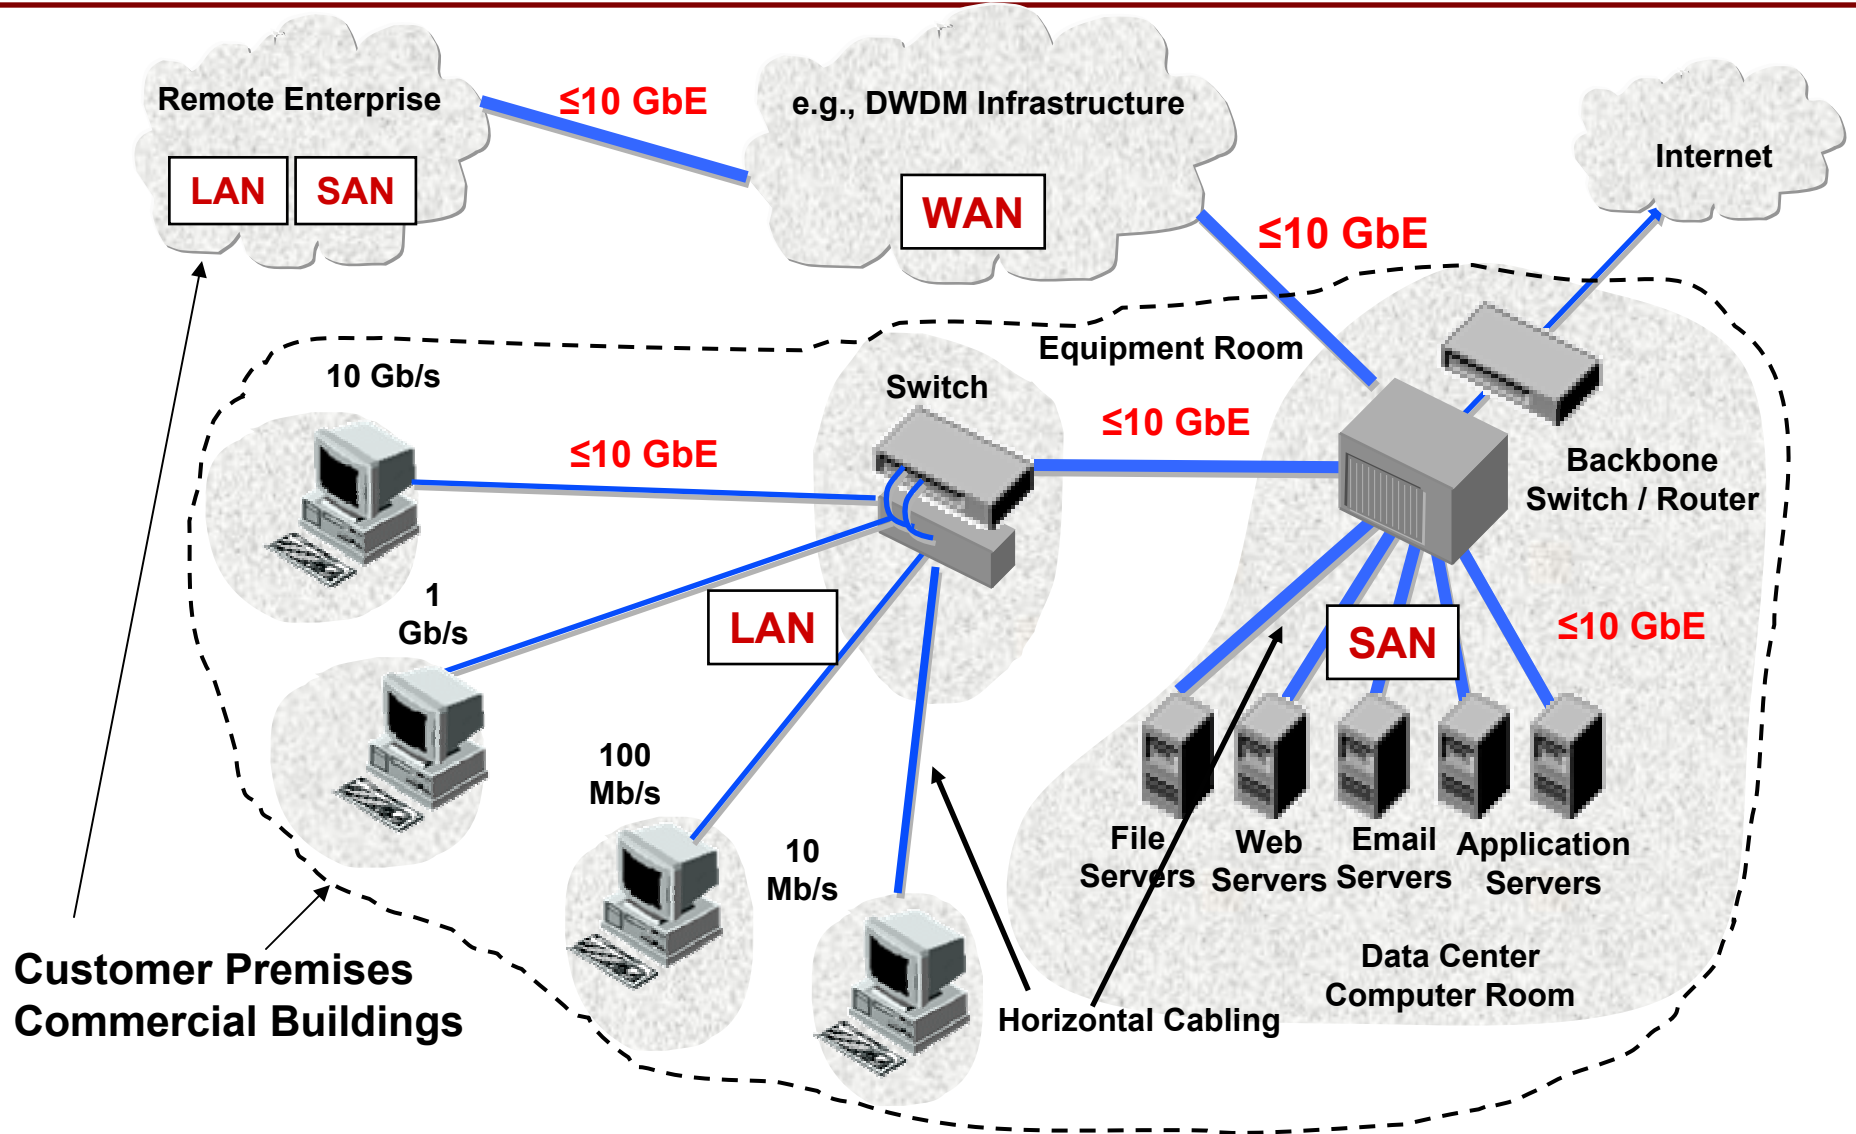 Remote Enterprise
LAN
SAN
≤10 GbE
e.g., DWDM Infrastructure
WAN
≤10 GbE
Internet
Equipment Room
10 Gb/s
Switch
≤10 GbE
≤10 GbE
Backbone
Switch / Router
1
Gb/s
LAN
SAN
≤10 GbE
100
Mb/s
10
Mb/s
File
Servers
Web
Servers
Email
Servers
Application
Servers
Data Center
Computer Room
Horizontal Cabling
Customer Premises
Commercial Buildings